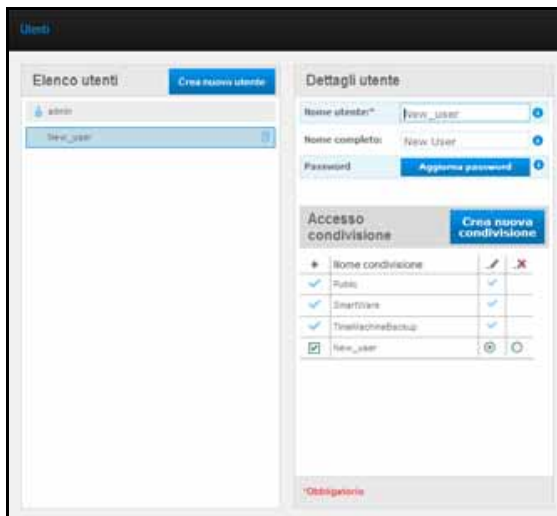 Utenti
Elenco utenti
Crea nuovo utente
admin
New_user
Dettagli utente
Nome utente:*
New_user
Nome completo:
New User
Password
Aggiorna password
Accesso condivisione
Crea nuova condivisione
Nome condivisione
Public
SmartWare
TimeMachineBackup
New_user
*Obbligatorio